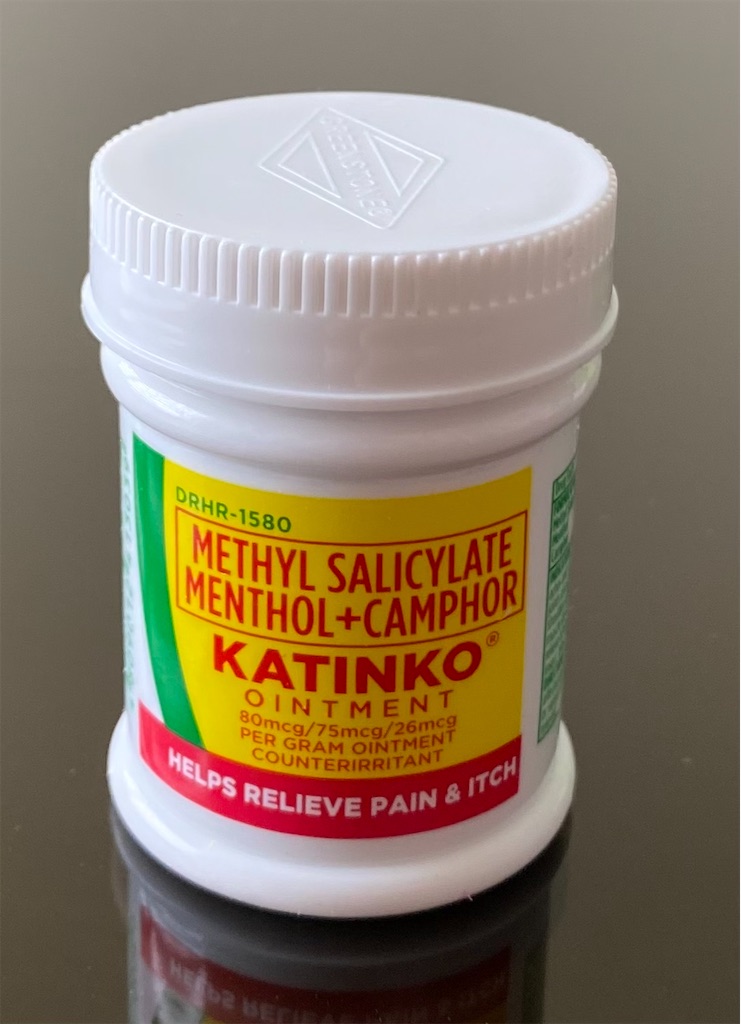 GREENSTONE
DRHR-1580
METHYL SALICYLATE
MENTHOL+CAMPHOR
KATINKO®
OINTMENT
80mcg/75mcg/26mcg
PER GRAM OINTMENT
COUNTERIRRITANT
HELPS RELIEVE PAIN & ITCH